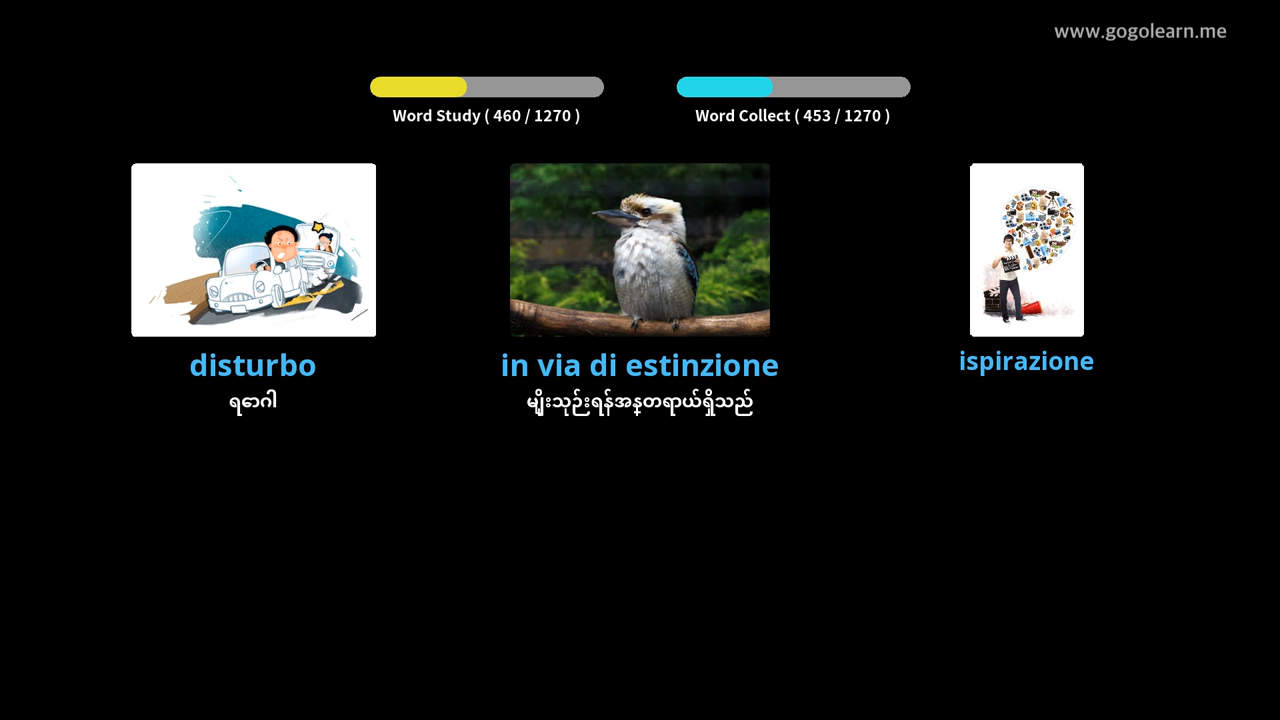 www.gogolearn.me
Word Study ( 460 / 1270 )
Word Collect ( 453 / 1270 )
disturbo
ရောဂါ
in via di estinzione
မျိုးသုဉ်းရန်အန္တရာယ်ရှိသည်
ispirazione